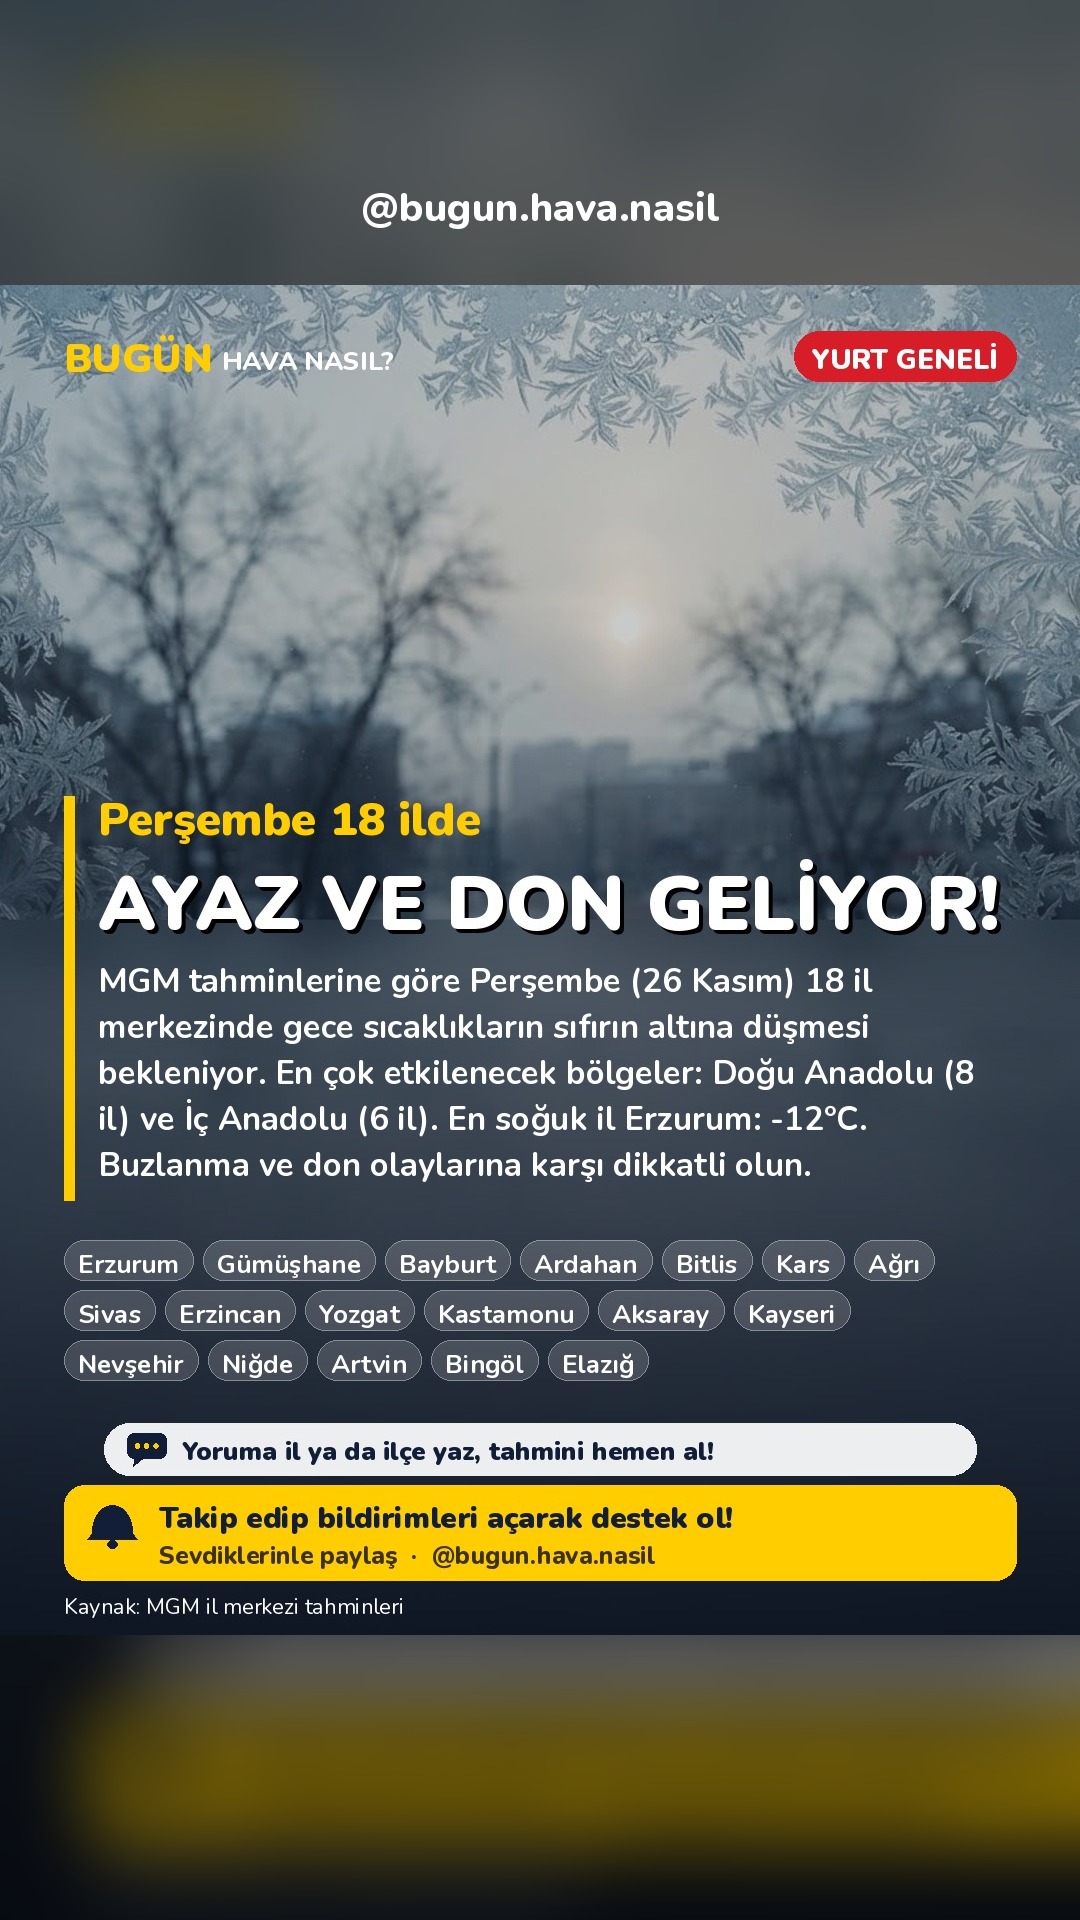 @bugun.hava.nasil
BUGÜN HAVA NASIL?
YURT GENELİ
Perşembe 18 ilde
AYAZ VE DON GELİYOR!
MGM tahminlerine göre Perşembe (26 Kasım) 18 il
merkezinde gece sıcaklıkların sıfırın altına düşmesi
bekleniyor. En çok etkilenecek bölgeler: Doğu Anadolu (8
il) ve İç Anadolu (6 il). En soğuk il Erzurum: -12°C.
Buzlanma ve don olaylarına karşı dikkatli olun.
Erzurum Gümüşhane Bayburt Ardahan Bitlis Kars Ağrı
Sivas Erzincan Yozgat Kastamonu Aksaray Kayseri
Nevşehir Niğde Artvin Bingöl Elazığ
Yoruma il ya da ilçe yaz, tahmini hemen al!
Takip edip bildirimleri açarak destek ol!
Sevdiklerinle paylaş · @bugun.hava.nasil
Kaynak: MGM il merkezi tahminleri